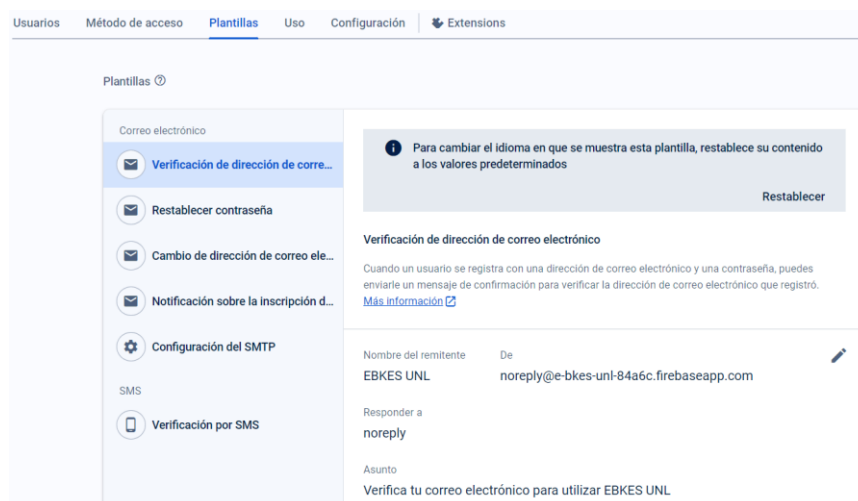 Usuarios Método de acceso Plantillas Uso Configuración Extensions
Plantillas
Correo electrónico
Verificación de dirección de corre...
Restablecer contraseña
Cambio de dirección de correo ele...
Notificación sobre la inscripción d...
Configuración del SMTP
SMS
Verificación por SMS
Para cambiar el idioma en que se muestra esta plantilla, restablece su contenido
a los valores predeterminados
Restablecer
Verificación de dirección de correo electrónico
Cuando un usuario se registra con una dirección de correo electrónico y una contraseña, puedes
enviarle un mensaje de confirmación para verificar la dirección de correo electrónico que registró.
Más información
Nombre del remitente De
EBKES UNL noreply@e-bkes-unl-84a6c.firebaseapp.com
Responder a
noreply
Asunto
Verifica tu correo electrónico para utilizar EBKES UNL